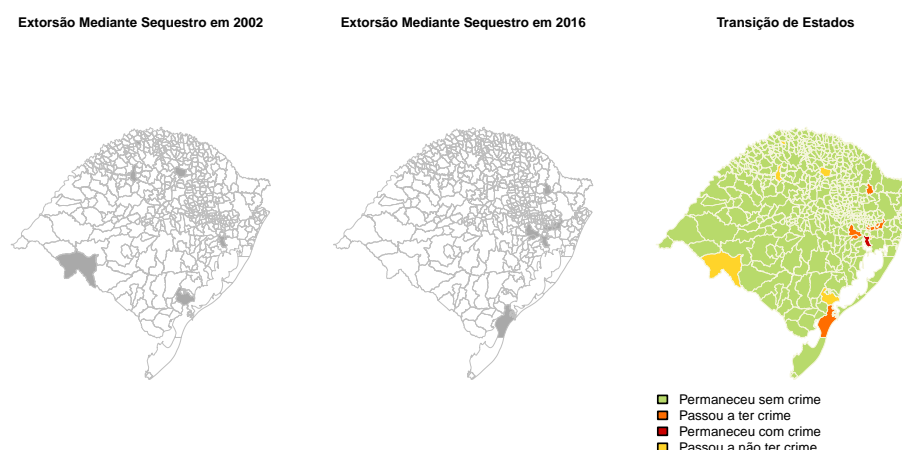 Extorsão Mediante Sequestro em 2002
Extorsão Mediante Sequestro em 2016
Transição de Estados
Permaneceu sem crime
Passou a ter crime
Permaneceu com crime
Passou a não ter crime